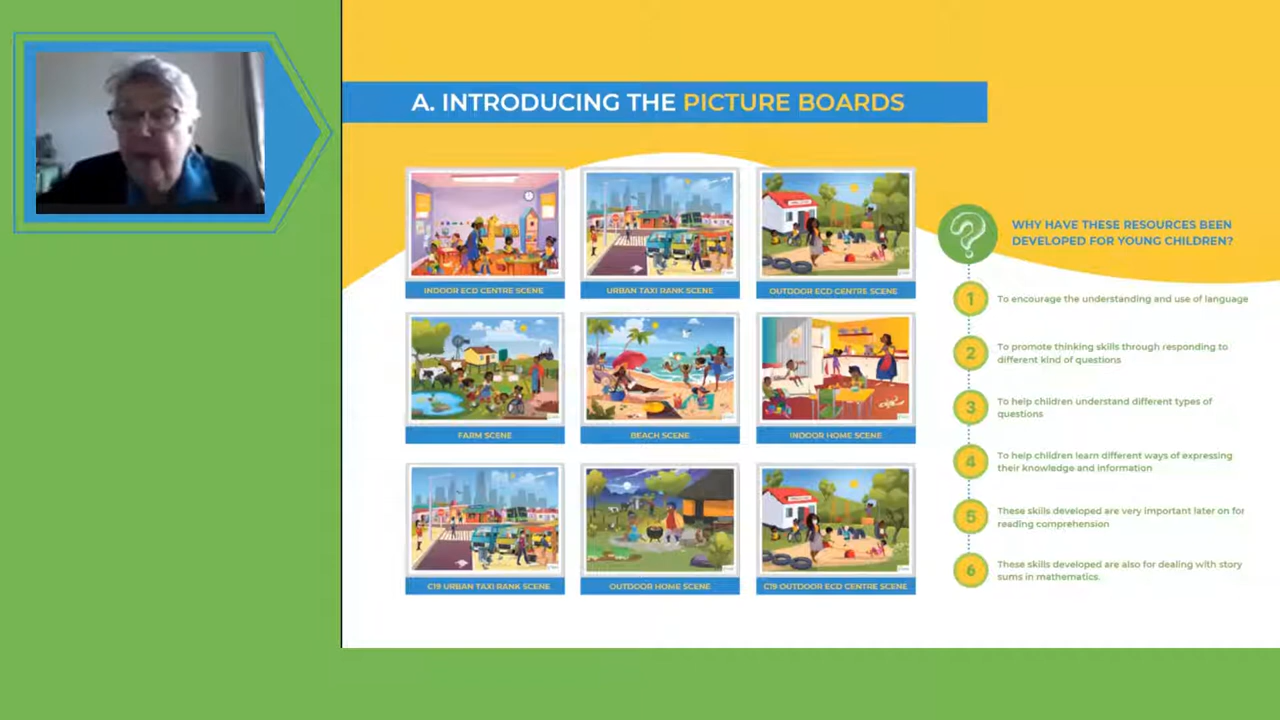 A. INTRODUCING THE PICTURE BOARDS
INDOOR ECD CENTRE SCENE
URBAN TAXI RANK SCENE
OUTDOOR ECD CENTRE SCENE
FARM SCENE
BEACH SCENE
INDOOR HOME SCENE
C19 URBAN TAXI RANK SCENE
OUTDOOR HOME SCENE
C19 OUTDOOR ECD CENTRE SCENE
?
WHY HAVE THESE RESOURCES BEEN
DEVELOPED FOR YOUNG CHILDREN?
1
To encourage the understanding and use of language
2
To promote thinking skills through responding to
different kind of questions
3
To help children understand different types of
questions
4
To help children learn different ways of expressing
their knowledge and information
5
These skills developed are very important later on for
reading comprehension
6
These skills developed are also for dealing with story
sums in mathematics.